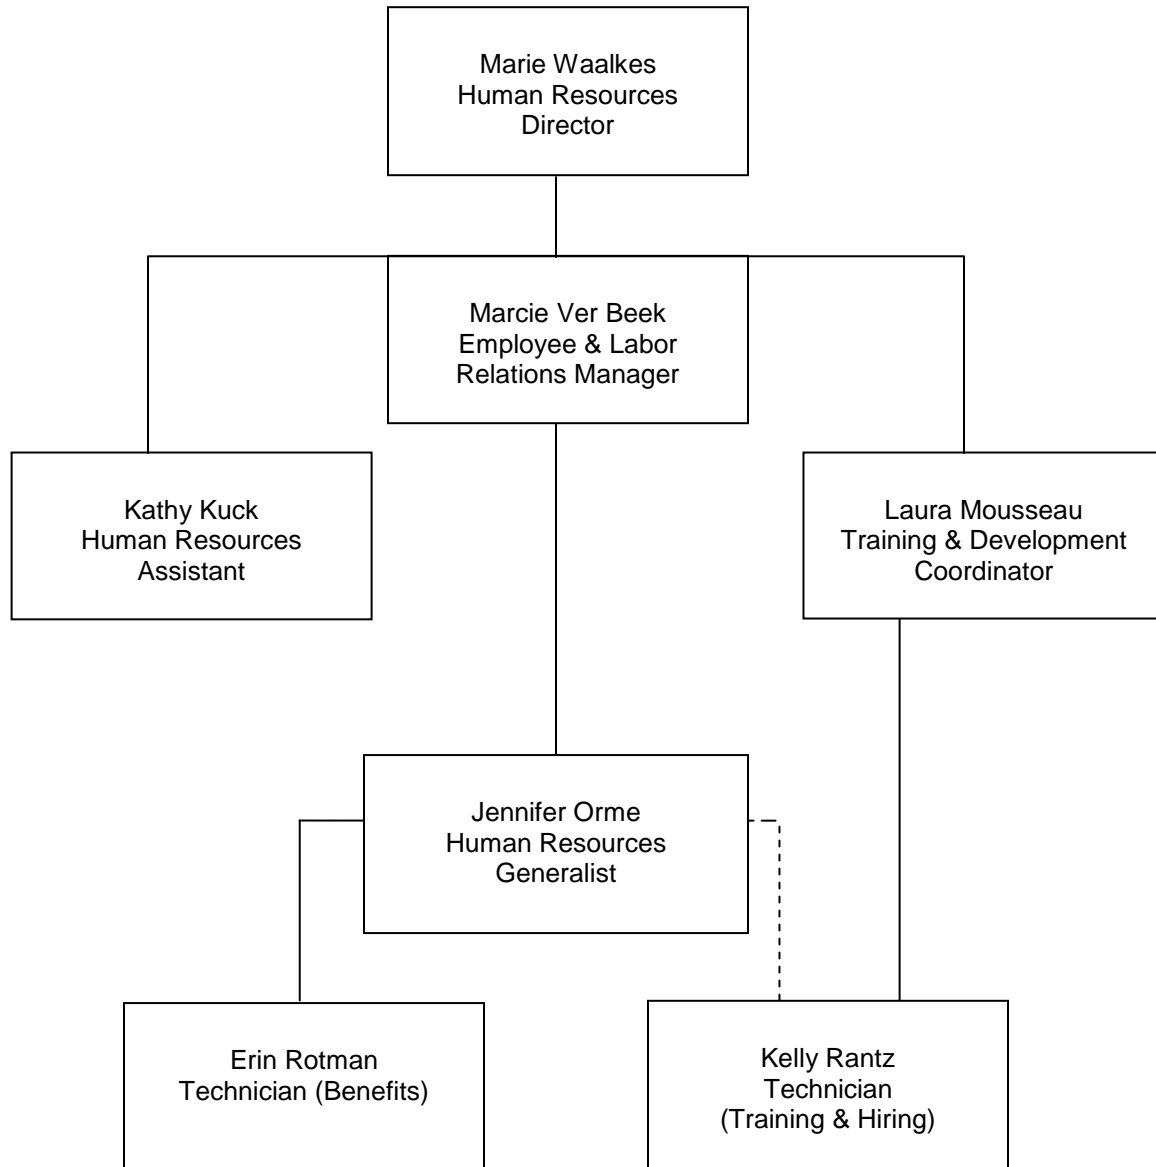 Marie Waalkes
Human Resources
Director
Marcie Ver Beek
Employee & Labor
Relations Manager
Kathy Kuck
Human Resources
Assistant
Laura Mousseau
Training & Development
Coordinator
Jennifer Orme
Human Resources
Generalist
Erin Rotman
Technician (Benefits)
Kelly Rantz
Technician
(Training & Hiring)